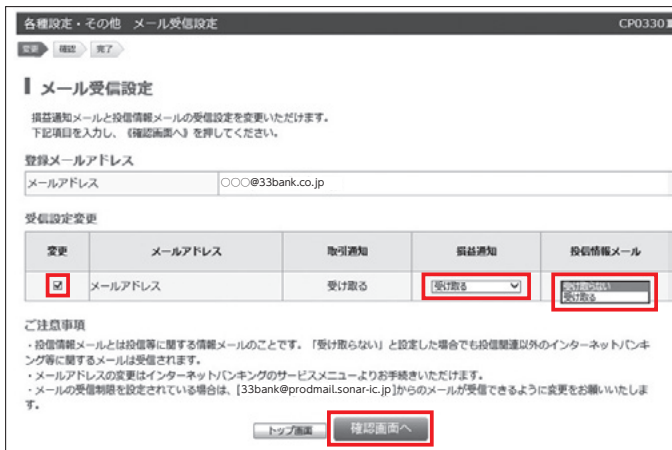 各種設定・その他 メール受信設定 CP0330
変更 確認 完了
メール受信設定
損益通知メールと投信情報メールの受信設定を変更いただけます。
下記項目を入力し、《確認画面へ》を押してください。
登録メールアドレス
メールアドレス ○○○@33bank.co.jp
受信設定変更
変更 メールアドレス 取引通知 損益通知 投信情報メール
メールアドレス 受け取る 受け取る 受け取らない
受け取る
ご注意事項
・投信情報メールとは投信等に関する情報メールのことです。「受け取らない」と設定した場合でも投信関連以外のインターネットバンキ
ング等に関するメールは受信されます。
・メールアドレスの変更はインターネットバンキングのサービスメニューよりお手続きいただけます。
・メールの受信制限を設定されている場合は、[33bank@prodmail.sonar-ic.jp]からのメールが受信できるように変更をお願いいたしま
す。
トップ画面 確認画面へ